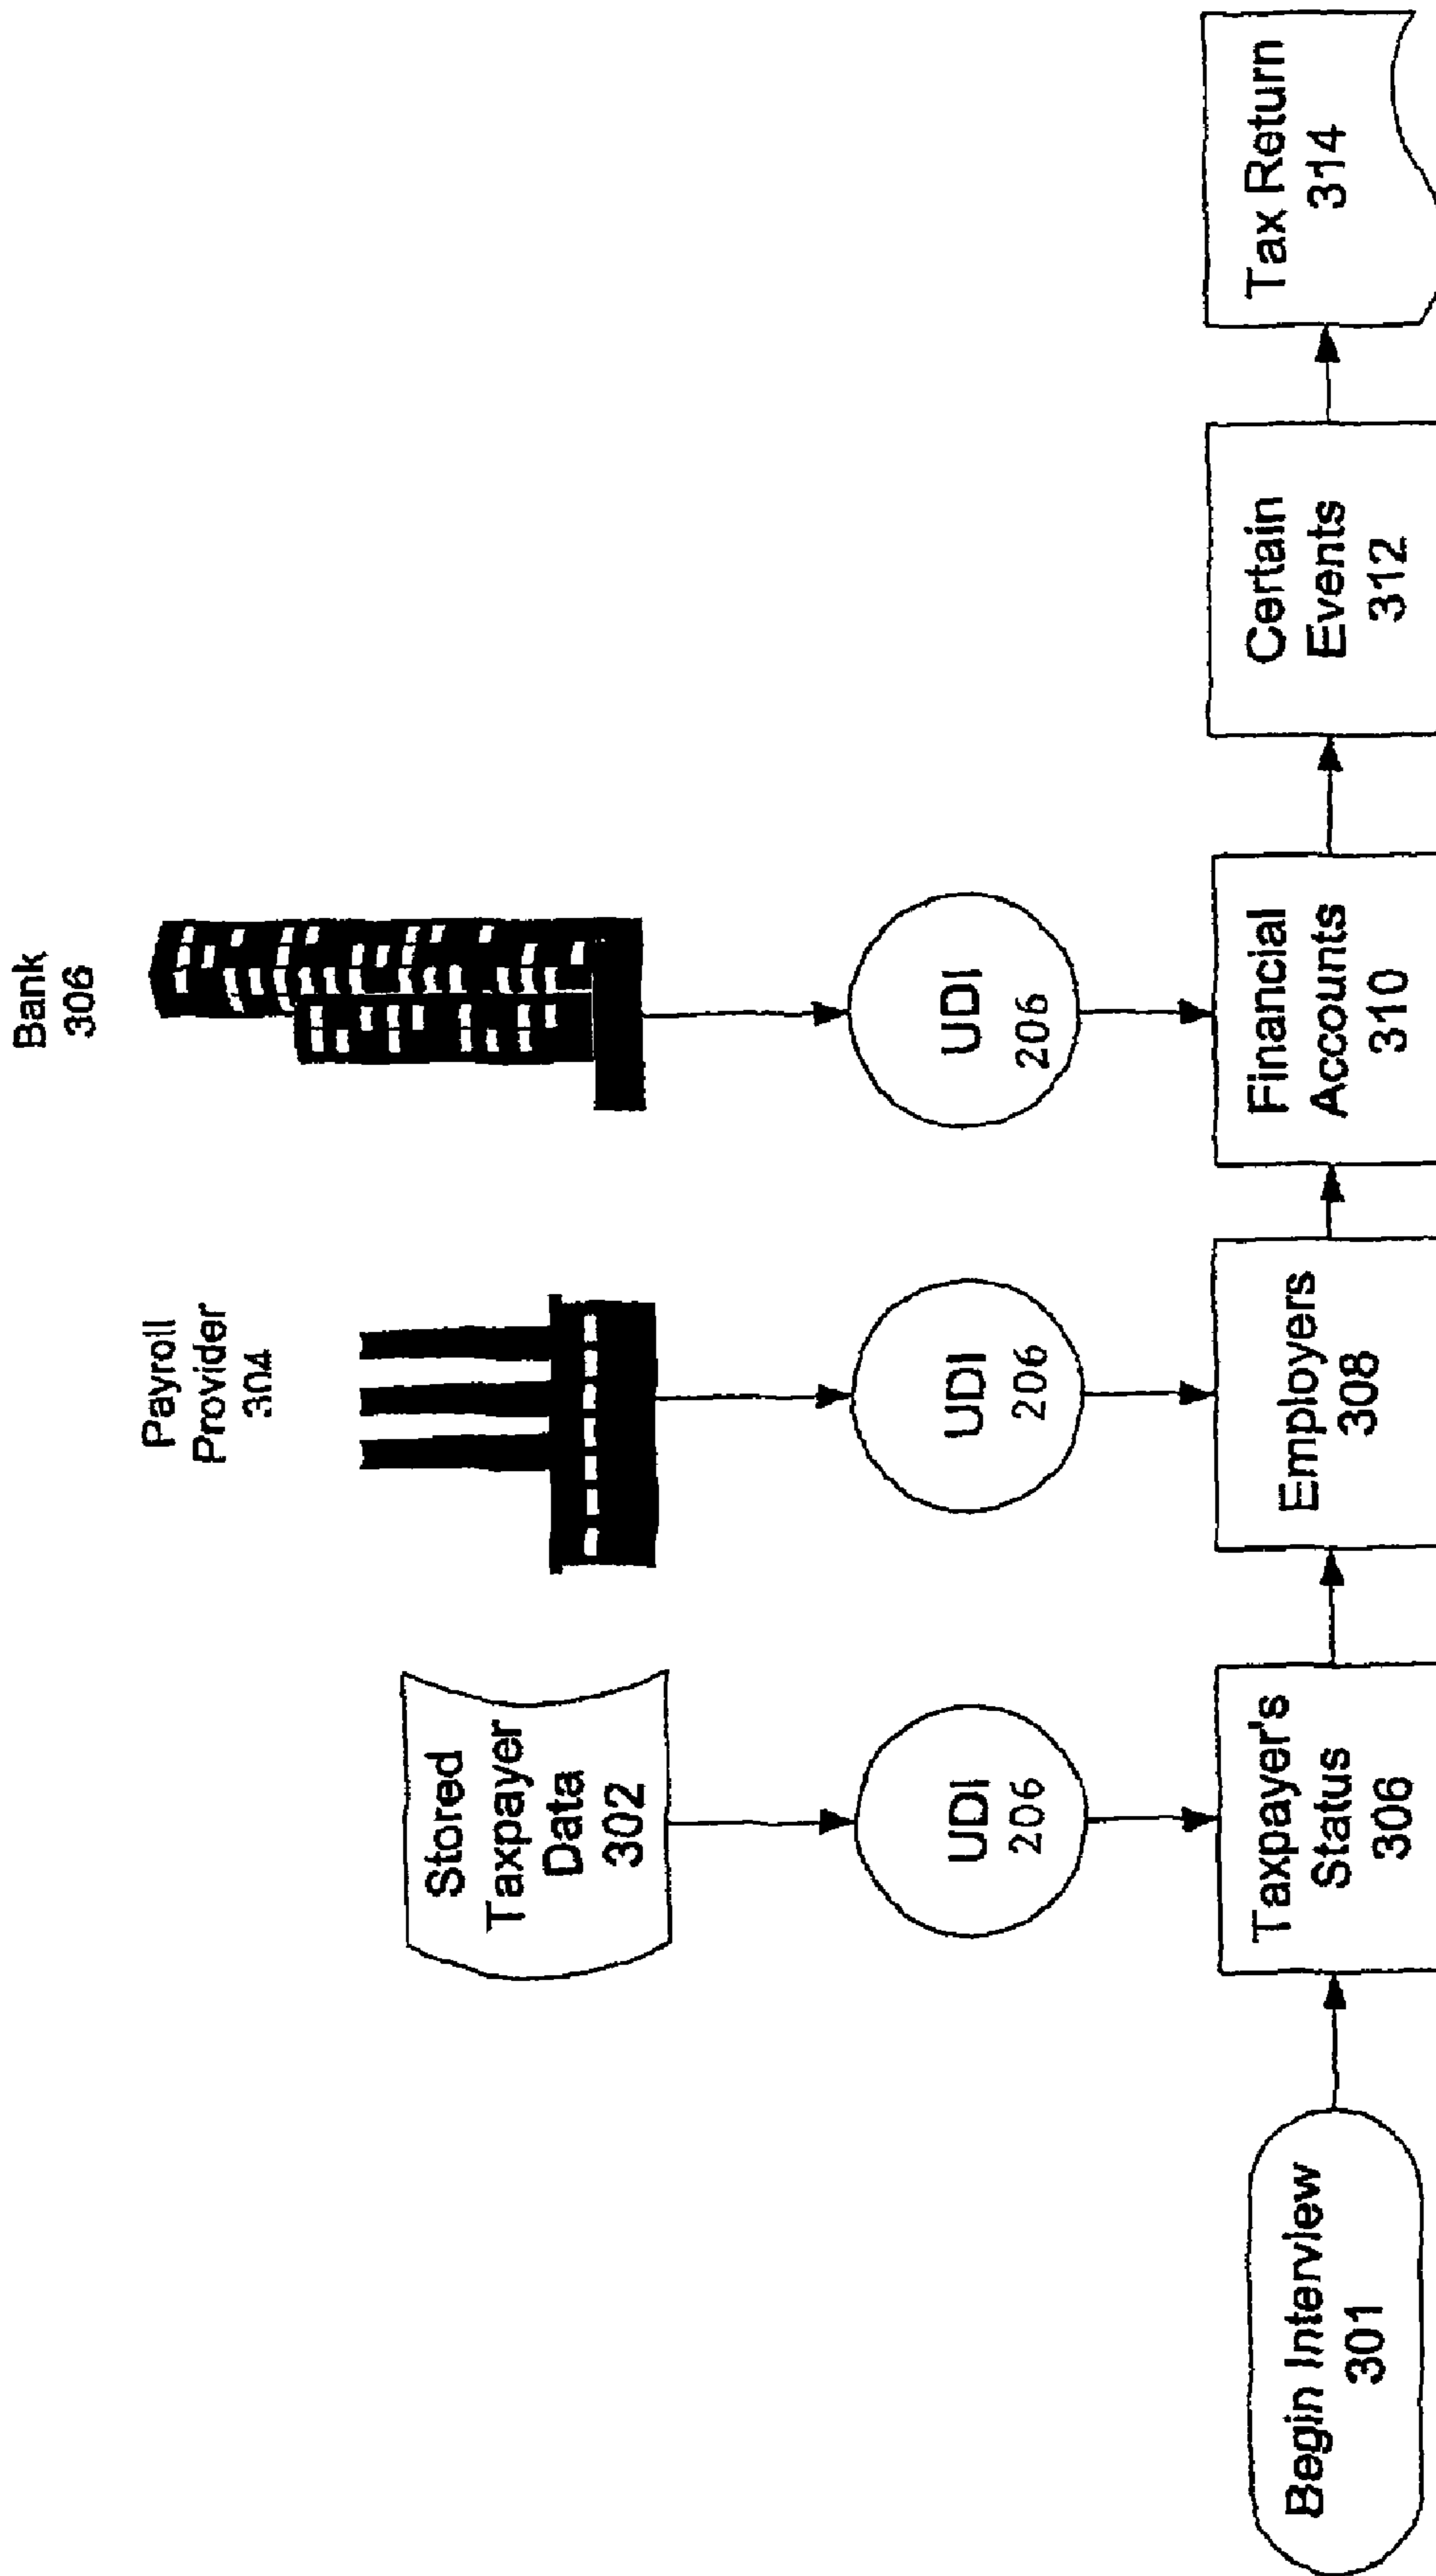 Bank
306
Payroll
Provider
304
Stored
Taxpayer
Data
302
UDI
206
UDI
206
UDI
206
Begin Interview
301
Taxpayer's
Status
306
Employers
308
Financial
Accounts
310
Certain
Events
312
Tax Return
314